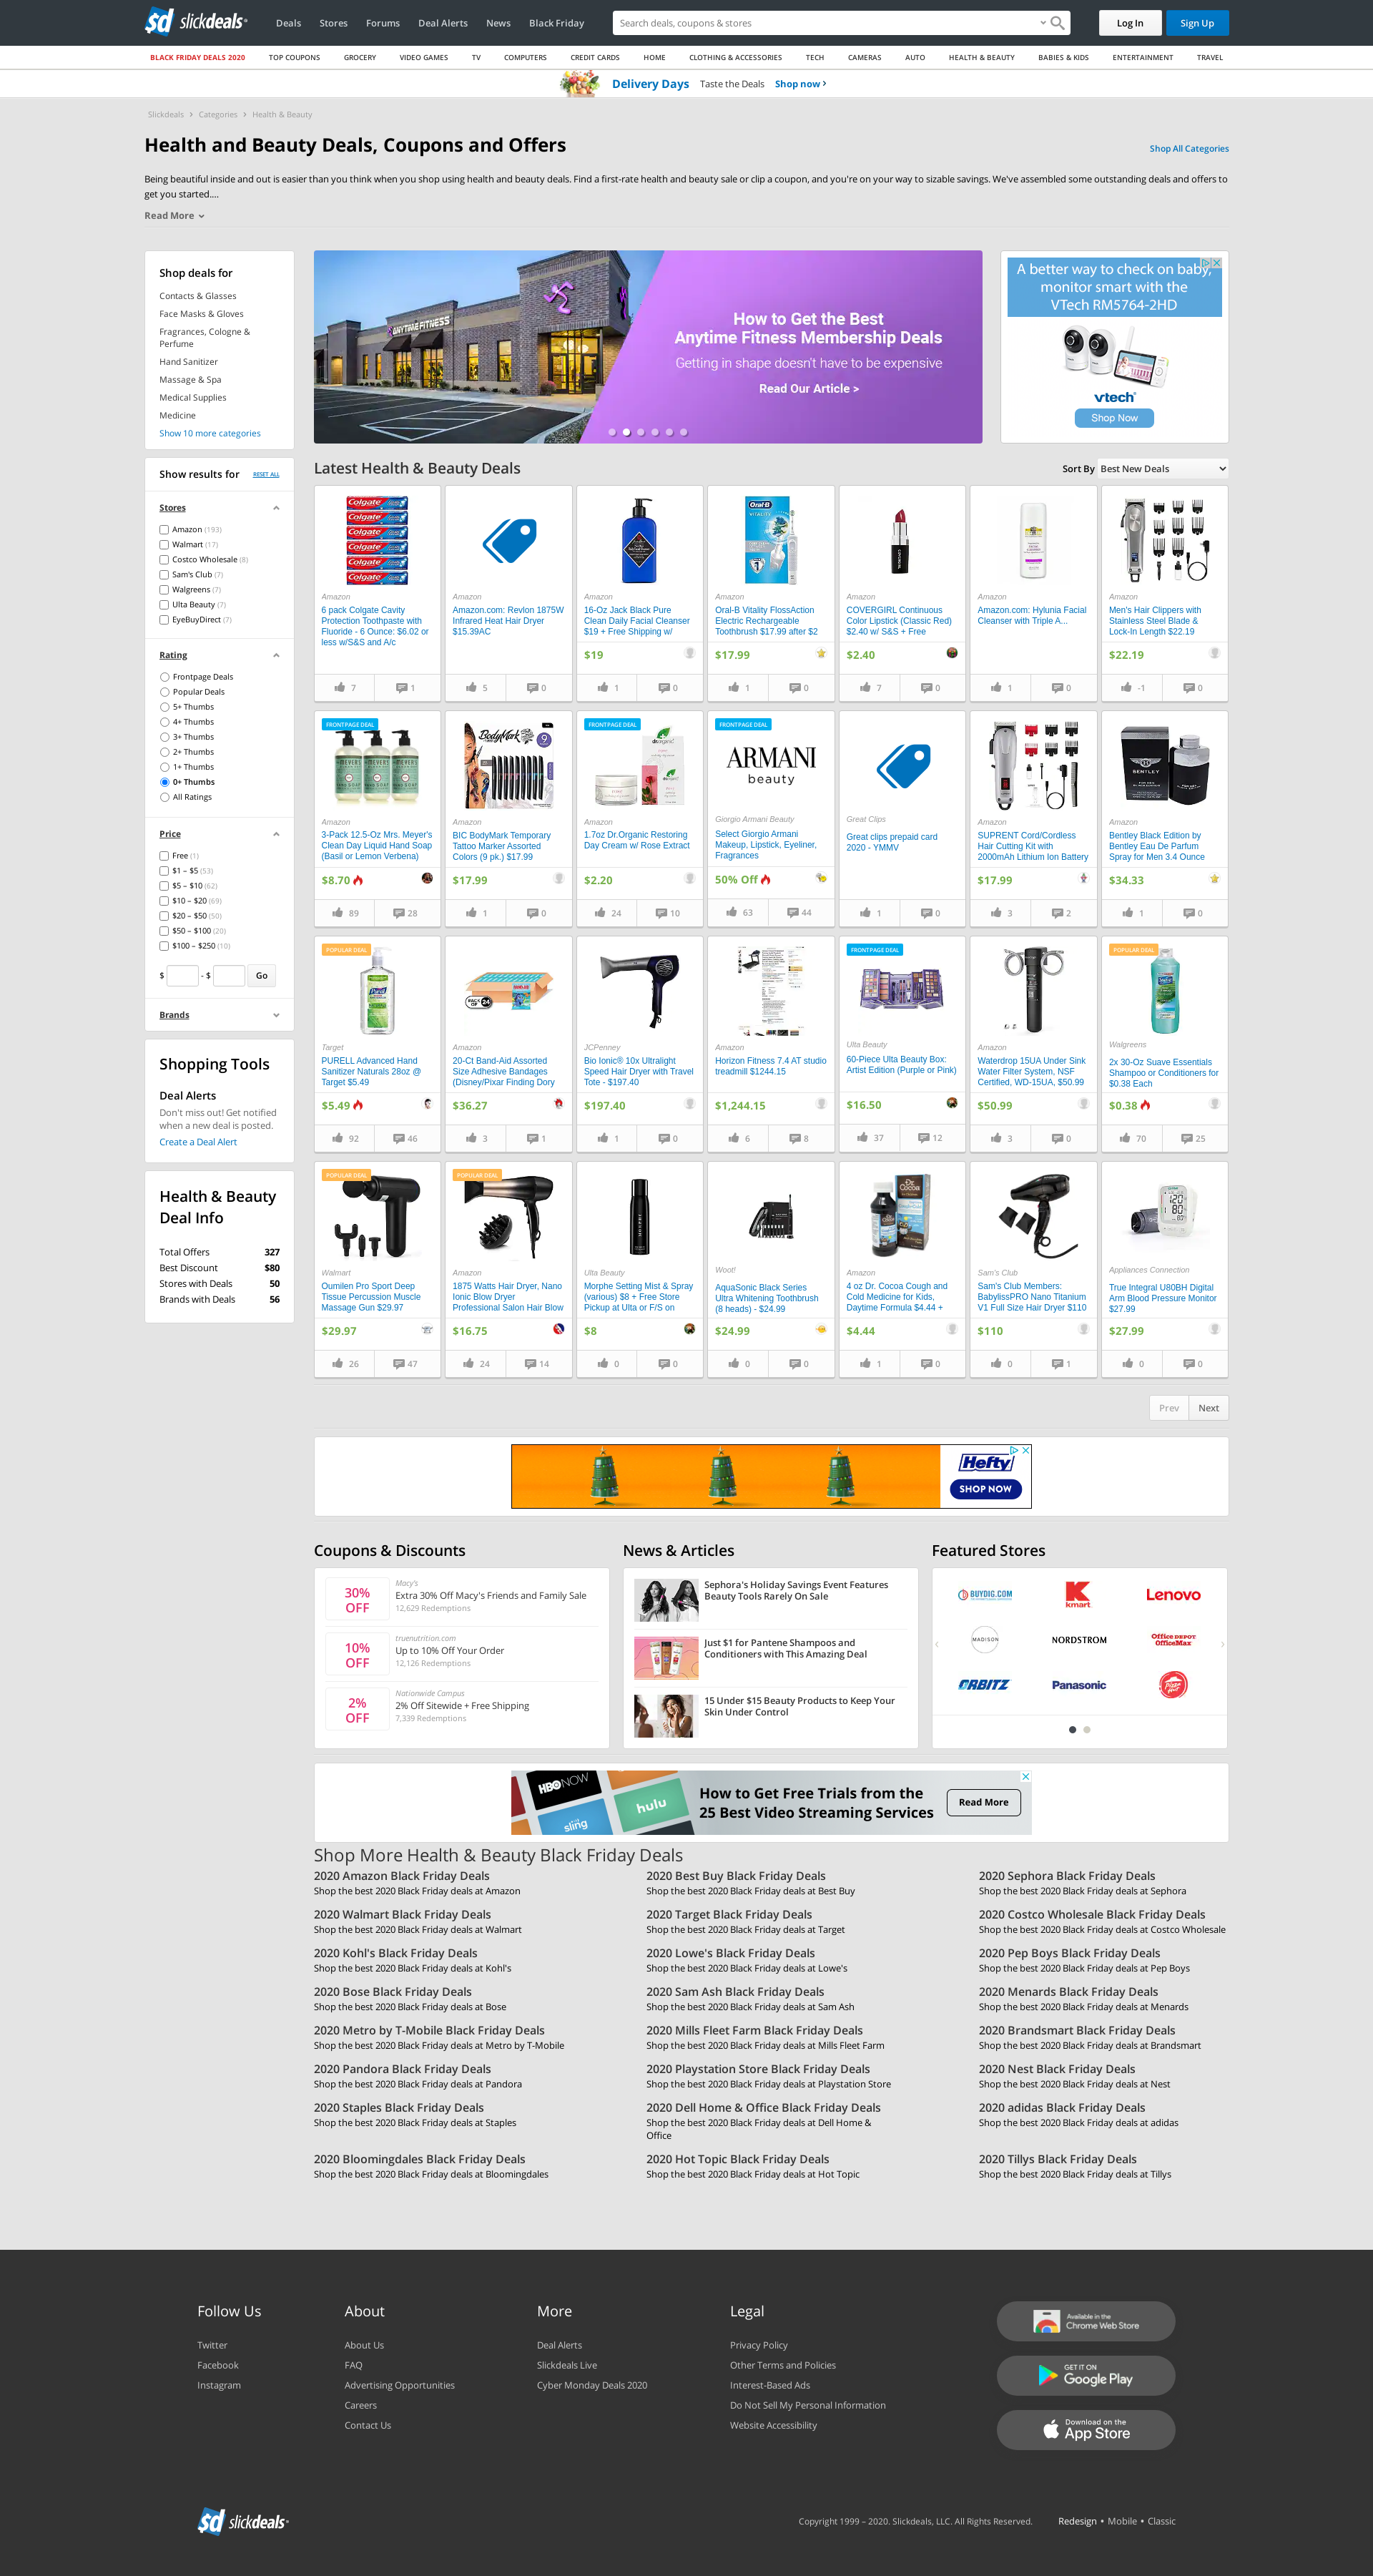 slickdeals
Deals Stores Forums Deal Alerts News Black Friday
Search deals, coupons & stores
Log In Sign Up
BLACK FRIDAY DEALS 2020 TOP COUPONS GROCERY VIDEO GAMES TV COMPUTERS CREDIT CARDS HOME CLOTHING & ACCESSORIES TECH CAMERAS AUTO HEALTH & BEAUTY BABIES & KIDS ENTERTAINMENT TRAVEL
Delivery Days Taste the Deals Shop now
Slickdeals Categories Health & Beauty
Health and Beauty Deals, Coupons and Offers
Shop All Categories
Being beautiful inside and out is easier than you think when you shop using health and beauty deals. Find a first-rate health and beauty sale or clip a coupon, and you're on your way to sizable savings. We've assembled some outstanding deals and offers to
get you started....
Read More
Shop deals for
Contacts & Glasses
Face Masks & Gloves
Fragrances, Cologne &
Perfume
Hand Sanitizer
Massage & Spa
Medical Supplies
Medicine
Show 10 more categories
Show results for RESET ALL
Stores
Amazon (193)
Walmart (17)
Costco Wholesale (8)
Sam's Club (7)
Walgreens (7)
Ulta Beauty (7)
EyeBuyDirect (7)
Rating
Frontpage Deals
Popular Deals
5+ Thumbs
4+ Thumbs
3+ Thumbs
2+ Thumbs
1+ Thumbs
0+ Thumbs
All Ratings
Price
Free (1)
$1 – $5 (53)
$5 – $10 (62)
$10 – $20 (69)
$20 – $50 (50)
$50 – $100 (20)
$100 – $250 (10)
$ - $ Go
Brands
Shopping Tools
Deal Alerts
Don't miss out! Get notified
when a new deal is posted.
Create a Deal Alert
Health & Beauty
Deal Info
Total Offers 327
Best Discount $80
Stores with Deals 50
Brands with Deals 56
ANYTIME FITNESS
How to Get the Best
Anytime Fitness Membership Deals
Getting in shape doesn't have to be expensive
Read Our Article >
A better way to check on baby,
monitor smart with the
VTech RM5764-2HD
vtech
Shop Now
Latest Health & Beauty Deals
Sort By Best New Deals
Amazon
6 pack Colgate Cavity
Protection Toothpaste with
Fluoride - 6 Ounce: $6.02 or
less w/S&S and A/c
7 1
Amazon
Amazon.com: Revlon 1875W
Infrared Heat Hair Dryer
$15.39AC
5 0
Amazon
16-Oz Jack Black Pure
Clean Daily Facial Cleanser
$19 + Free Shipping w/
$19
1 0
Oral-B
VITALITY
Amazon
Oral-B Vitality FlossAction
Electric Rechargeable
Toothbrush $17.99 after $2
$17.99
1 0
COVERGIRL
Amazon
COVERGIRL Continuous
Color Lipstick (Classic Red)
$2.40 w/ S&S + Free
$2.40
7 0
Amazon
Amazon.com: Hylunia Facial
Cleanser with Triple A...
1 0
Amazon
Men's Hair Clippers with
Stainless Steel Blade &
Lock-In Length $22.19
$22.19
-1 0
FRONTPAGE DEAL
Amazon
3-Pack 12.5-Oz Mrs. Meyer's
Clean Day Liquid Hand Soap
(Basil or Lemon Verbena)
$8.70
89 28
BodyMark
9
Amazon
BIC BodyMark Temporary
Tattoo Marker Assorted
Colors (9 pk.) $17.99
$17.99
1 0
FRONTPAGE DEAL
dr.organic
Amazon
1.7oz Dr.Organic Restoring
Day Cream w/ Rose Extract
$2.20
24 10
FRONTPAGE DEAL
ARMANI
beauty
Giorgio Armani Beauty
Select Giorgio Armani
Makeup, Lipstick, Eyeliner,
Fragrances
50% Off
63 44
Great Clips
Great clips prepaid card
2020 - YMMV
1 0
Amazon
SUPRENT Cord/Cordless
Hair Cutting Kit with
2000mAh Lithium Ion Battery
$17.99
3 2
BENTLEY
Amazon
Bentley Black Edition by
Bentley Eau De Parfum
Spray for Men 3.4 Ounce
$34.33
1 0
POPULAR DEAL
PURELL
Target
PURELL Advanced Hand
Sanitizer Naturals 28oz @
Target $5.49
$5.49
92 46
PACK OF 24
BAND-AID
Amazon
20-Ct Band-Aid Assorted
Size Adhesive Bandages
(Disney/Pixar Finding Dory
$36.27
3 1
JCPenney
Bio Ionic® 10x Ultralight
Speed Hair Dryer with Travel
Tote - $197.40
$197.40
1 0
Amazon
Horizon Fitness 7.4 AT studio
treadmill $1244.15
$1,244.15
6 8
FRONTPAGE DEAL
Ulta Beauty
60-Piece Ulta Beauty Box:
Artist Edition (Purple or Pink)
$16.50
37 12
Amazon
Waterdrop 15UA Under Sink
Water Filter System, NSF
Certified, WD-15UA, $50.99
$50.99
3 0
POPULAR DEAL
Suave
Walgreens
2x 30-Oz Suave Essentials
Shampoo or Conditioners for
$0.38 Each
$0.38
70 25
POPULAR DEAL
Walmart
Oumilen Pro Sport Deep
Tissue Percussion Muscle
Massage Gun $29.97
$29.97
26 47
POPULAR DEAL
Amazon
1875 Watts Hair Dryer, Nano
Ionic Blow Dryer
Professional Salon Hair Blow
$16.75
24 14
MORPHE
Ulta Beauty
Morphe Setting Mist & Spray
(various) $8 + Free Store
Pickup at Ulta or F/S on
$8
0 0
Woot!
AquaSonic Black Series
Ultra Whitening Toothbrush
(8 heads) - $24.99
$24.99
0 0
Dr. Cocoa
Amazon
4 oz Dr. Cocoa Cough and
Cold Medicine for Kids,
Daytime Formula $4.44 +
$4.44
1 0
Sam's Club
Sam's Club Members:
BabylissPRO Nano Titanium
V1 Full Size Hair Dryer $110
$110
0 1
120
80
80
Appliances Connection
True Integral U80BH Digital
Arm Blood Pressure Monitor
$27.99
$27.99
0 0
Prev Next
Hefty
SHOP NOW
Coupons & Discounts
30% OFF
Macy's
Extra 30% Off Macy's Friends and Family Sale
12,629 Redemptions
10% OFF
truenutrition.com
Up to 10% Off Your Order
12,126 Redemptions
2% OFF
Nationwide Campus
2% Off Sitewide + Free Shipping
7,339 Redemptions
News & Articles
Sephora's Holiday Savings Event Features
Beauty Tools Rarely On Sale
Just $1 for Pantene Shampoos and
Conditioners with This Amazing Deal
15 Under $15 Beauty Products to Keep Your
Skin Under Control
Featured Stores
BUYDIG.COM kmart Lenovo
MADISON NORDSTROM Office DEPOT OfficeMax
ORBITZ Panasonic Pizza Hut
HBO NOW
hulu
sling
How to Get Free Trials from the
25 Best Video Streaming Services
Read More
Shop More Health & Beauty Black Friday Deals
2020 Amazon Black Friday Deals 2020 Best Buy Black Friday Deals 2020 Sephora Black Friday Deals
Shop the best 2020 Black Friday deals at Amazon Shop the best 2020 Black Friday deals at Best Buy Shop the best 2020 Black Friday deals at Sephora
2020 Walmart Black Friday Deals 2020 Target Black Friday Deals 2020 Costco Wholesale Black Friday Deals
Shop the best 2020 Black Friday deals at Walmart Shop the best 2020 Black Friday deals at Target Shop the best 2020 Black Friday deals at Costco Wholesale
2020 Kohl's Black Friday Deals 2020 Lowe's Black Friday Deals 2020 Pep Boys Black Friday Deals
Shop the best 2020 Black Friday deals at Kohl's Shop the best 2020 Black Friday deals at Lowe's Shop the best 2020 Black Friday deals at Pep Boys
2020 Bose Black Friday Deals 2020 Sam Ash Black Friday Deals 2020 Menards Black Friday Deals
Shop the best 2020 Black Friday deals at Bose Shop the best 2020 Black Friday deals at Sam Ash Shop the best 2020 Black Friday deals at Menards
2020 Metro by T-Mobile Black Friday Deals 2020 Mills Fleet Farm Black Friday Deals 2020 Brandsmart Black Friday Deals
Shop the best 2020 Black Friday deals at Metro by T-Mobile Shop the best 2020 Black Friday deals at Mills Fleet Farm Shop the best 2020 Black Friday deals at Brandsmart
2020 Pandora Black Friday Deals 2020 Playstation Store Black Friday Deals 2020 Nest Black Friday Deals
Shop the best 2020 Black Friday deals at Pandora Shop the best 2020 Black Friday deals at Playstation Store Shop the best 2020 Black Friday deals at Nest
2020 Staples Black Friday Deals 2020 Dell Home & Office Black Friday Deals 2020 adidas Black Friday Deals
Shop the best 2020 Black Friday deals at Staples Shop the best 2020 Black Friday deals at Dell Home & Shop the best 2020 Black Friday deals at adidas
Office
2020 Bloomingdales Black Friday Deals 2020 Hot Topic Black Friday Deals 2020 Tillys Black Friday Deals
Shop the best 2020 Black Friday deals at Bloomingdales Shop the best 2020 Black Friday deals at Hot Topic Shop the best 2020 Black Friday deals at Tillys
Follow Us
Twitter
Facebook
Instagram
About
About Us
FAQ
Advertising Opportunities
Careers
Contact Us
More
Deal Alerts
Slickdeals Live
Cyber Monday Deals 2020
Legal
Privacy Policy
Other Terms and Policies
Interest-Based Ads
Do Not Sell My Personal Information
Website Accessibility
Available in the
Chrome Web Store
GET IT ON
Google Play
Download on the
App Store
slickdeals
Copyright 1999 – 2020. Slickdeals, LLC. All Rights Reserved. Redesign • Mobile • Classic